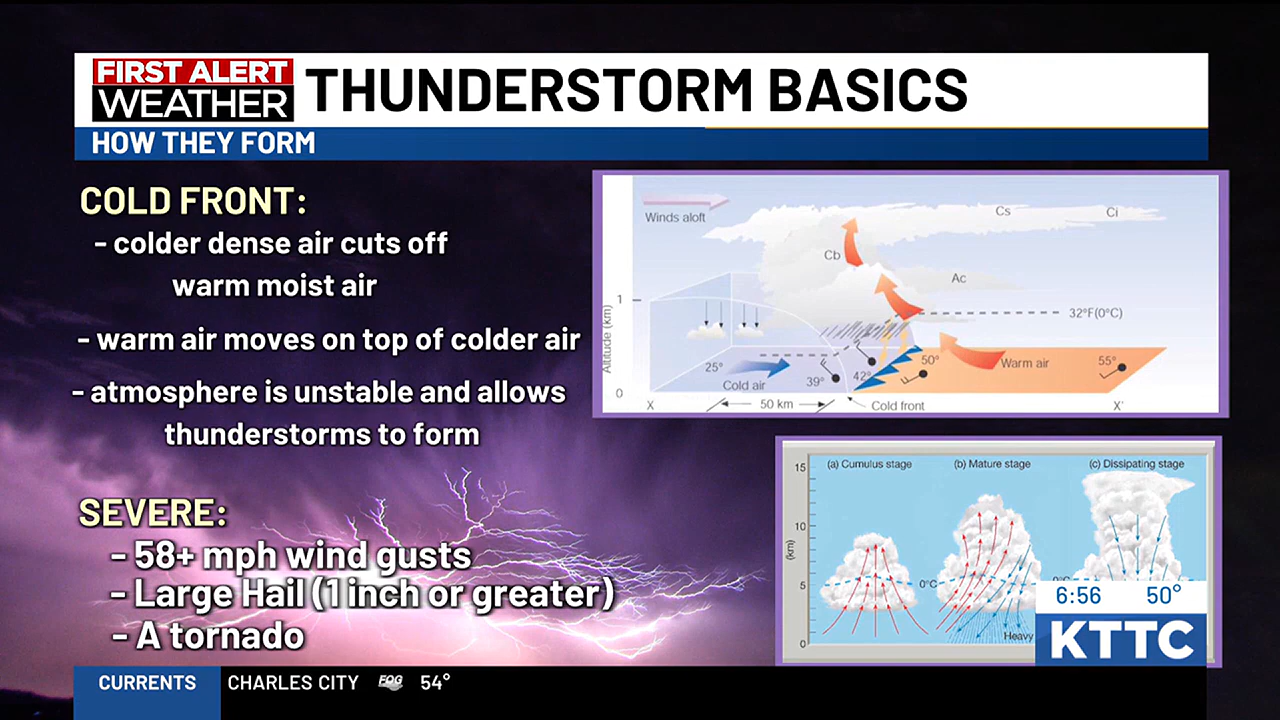 FIRST ALERT
WEATHER
THUNDERSTORM BASICS
HOW THEY FORM
COLD FRONT:
- colder dense air cuts off
warm moist air
- warm air moves on top of colder air
- atmosphere is unstable and allows
thunderstorms to form
SEVERE:
- 58+ mph wind gusts
- Large Hail (1 inch or greater)
- A tornado
Winds aloft
Cs
Ci
Cb
Ac
1
32°F(0°C)
Altitude (km)
50°
Warm air
55°
25°
Cold air
39°
42°
0
X
50 km
Cold front
X'
15
(a) Cumulus stage
(b) Mature stage
(c) Dissipating stage
10
(km)
5
0°C
0°C
0
Heavy
6:56
50°
KTTC
CURRENTS
CHARLES CITY
FOG
54°